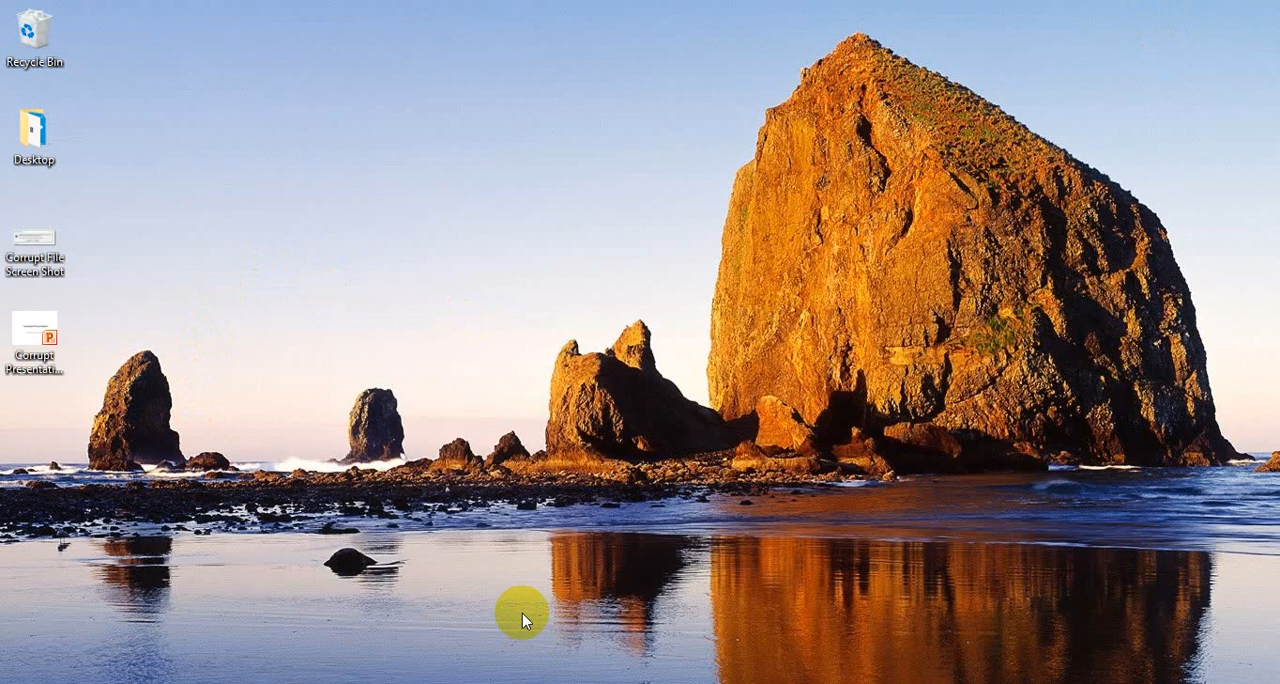 Recycle Bin
Desktop
Corrupt File
Screen Shot
Corrupt
Presentati...